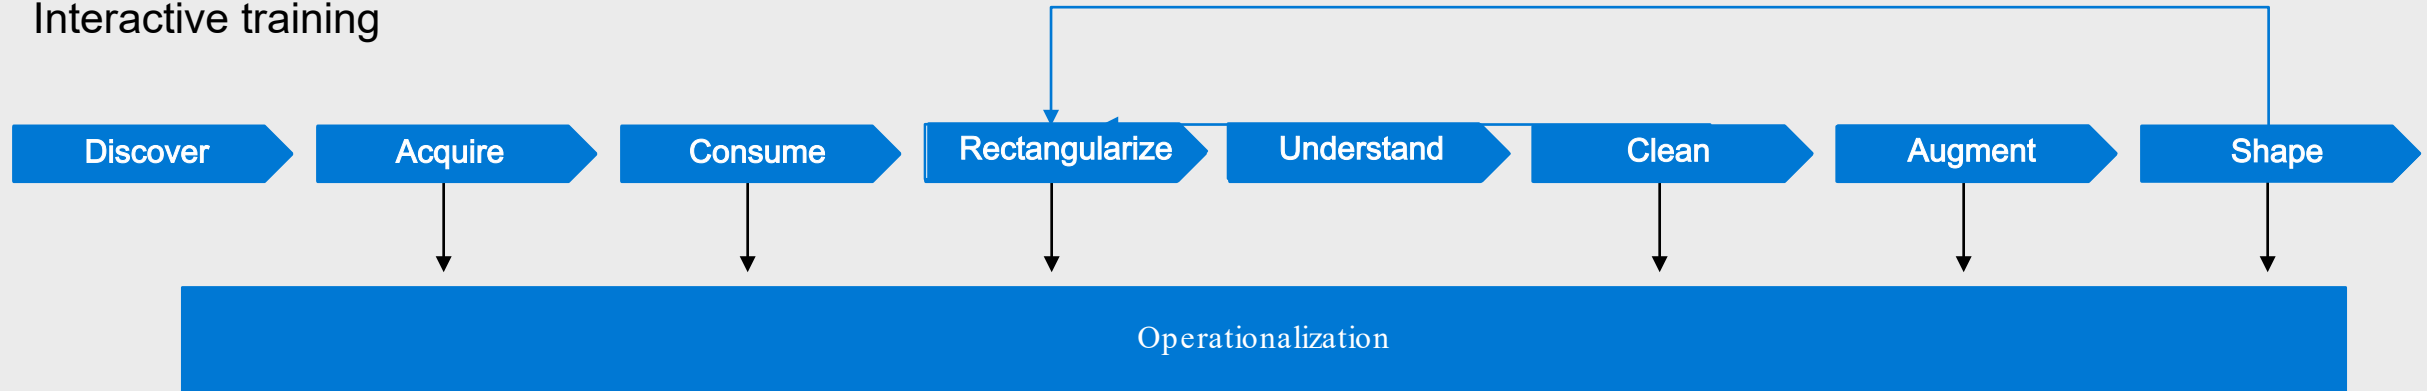 Interactive training
Discover
Acquire
Consume
Rectangularize
Understand
Clean
Augment
Shape
Operationalization